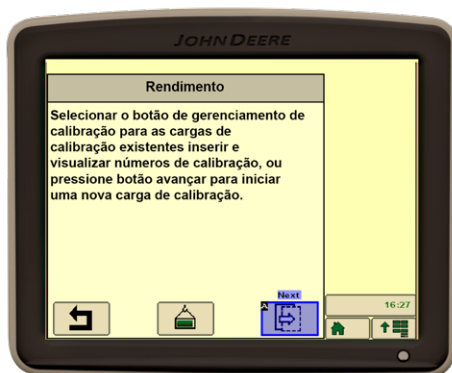 JOHN DEERE
Rendimento
Selecionar o botão de gerenciamento de
calibração para as cargas de
calibração existentes inserir e
visualizar números de calibração, ou
pressione botão avançar para iniciar
uma nova carga de calibração.
Next
A
16:27